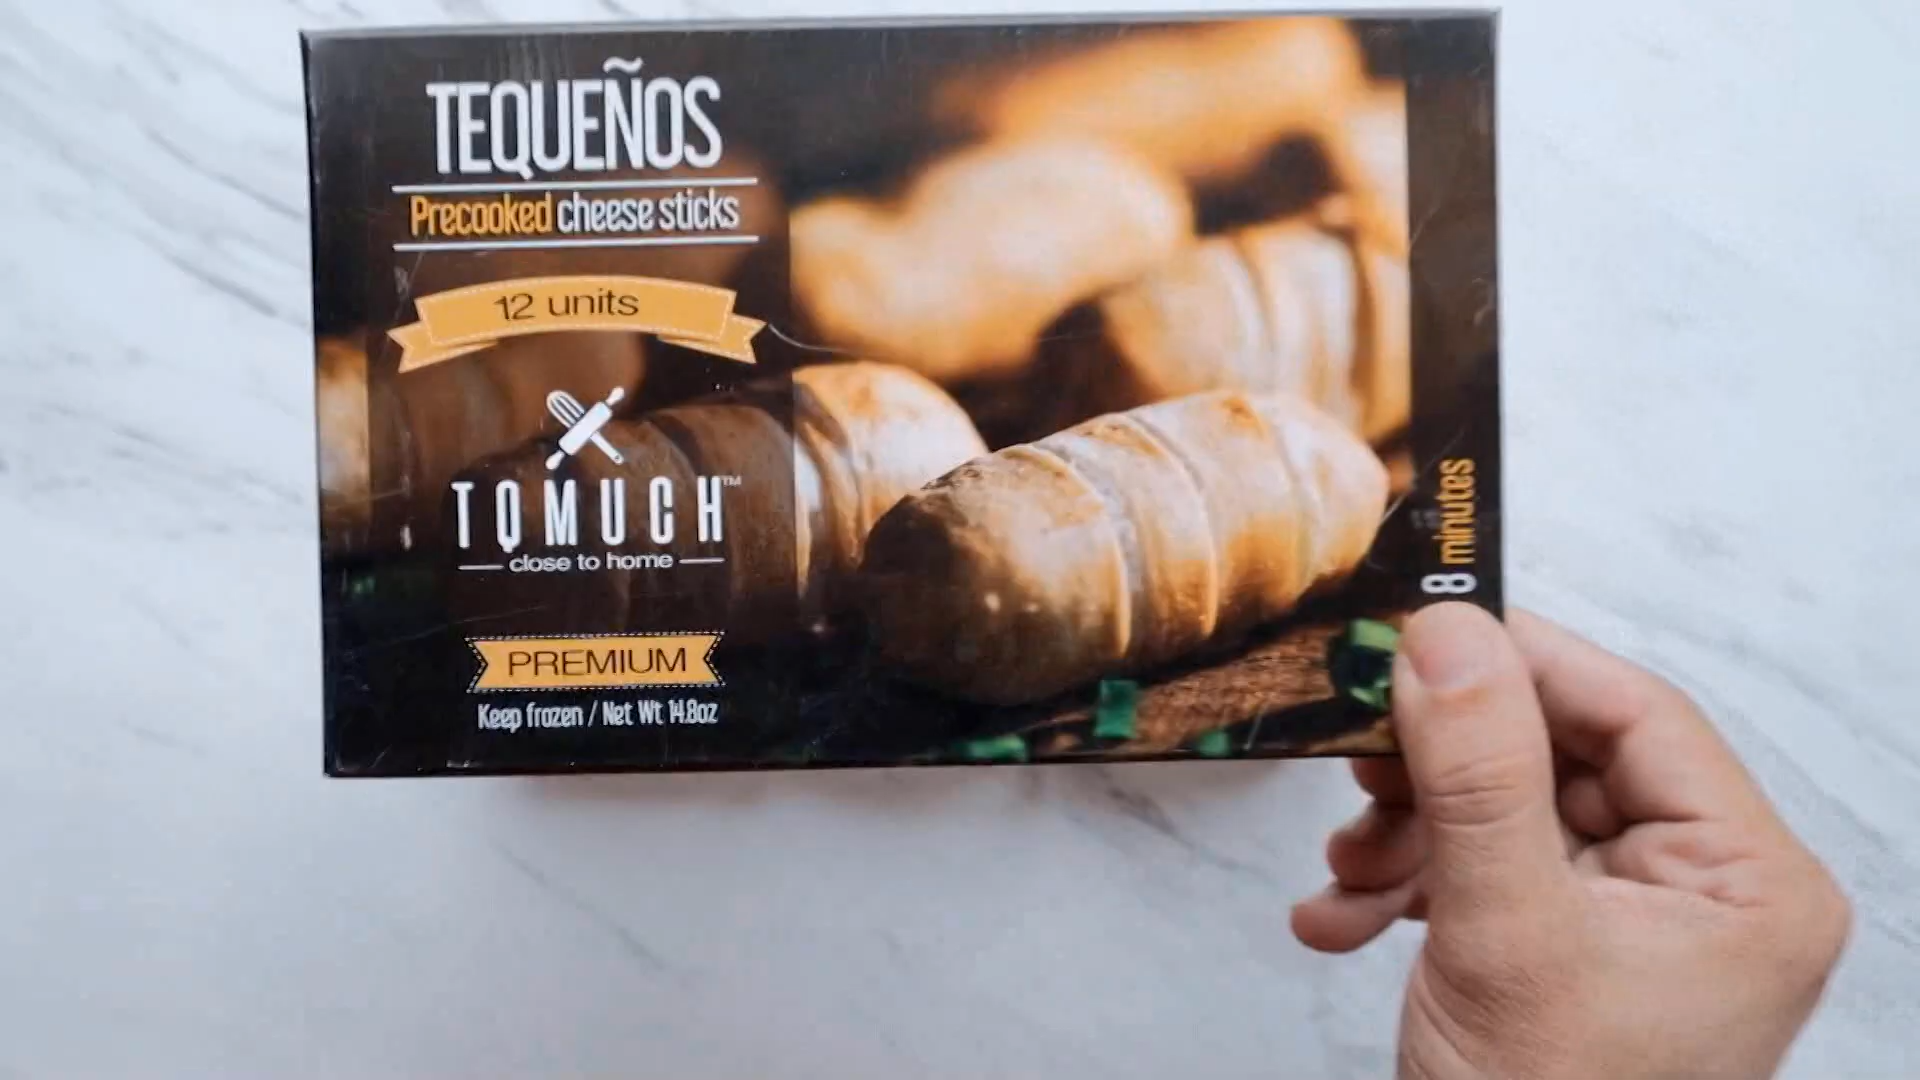 TEQUEÑOS
Precooked cheese sticks
12 units
TQMUCH™
close to home
PREMIUM
Keep frozen / Net Wt 14.8oz
8 minutes